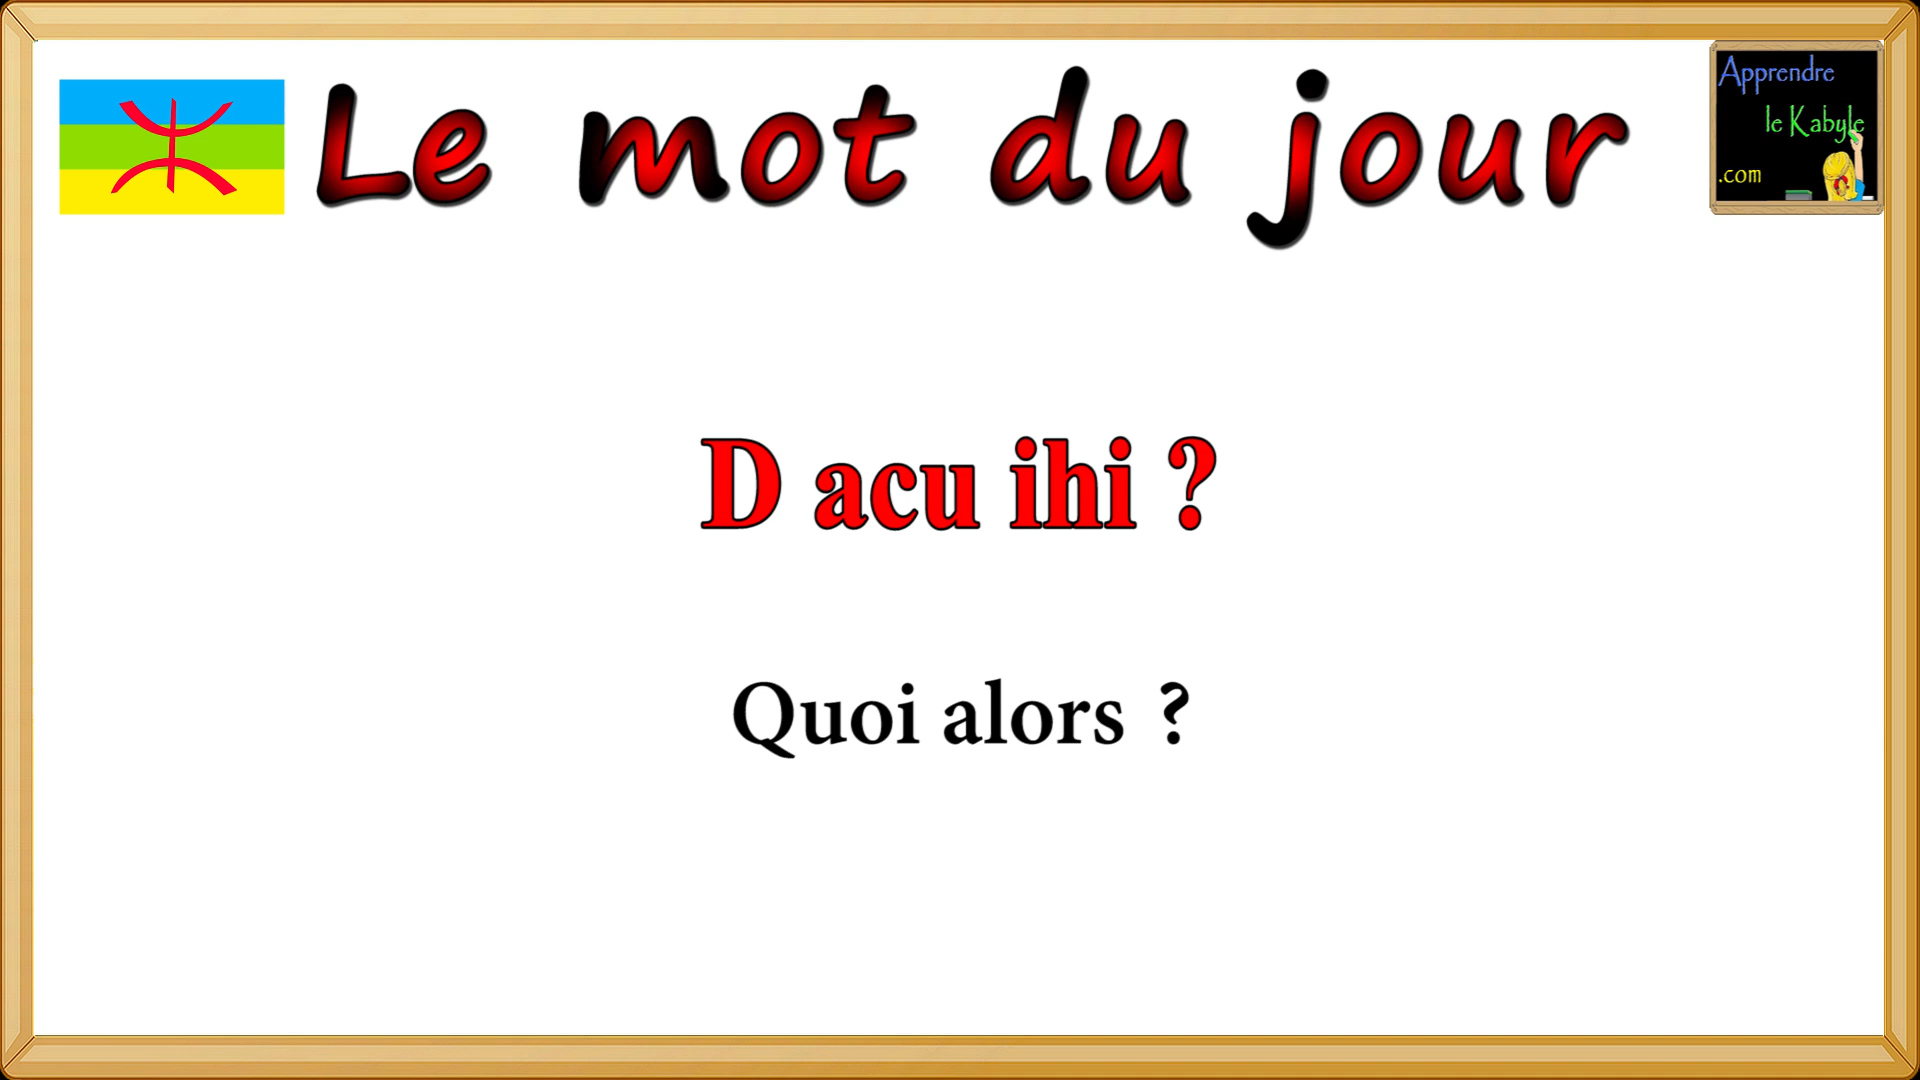 Le mot du jour
Apprendre
le Kabyle
.com
D acu ihi ?
Quoi alors ?